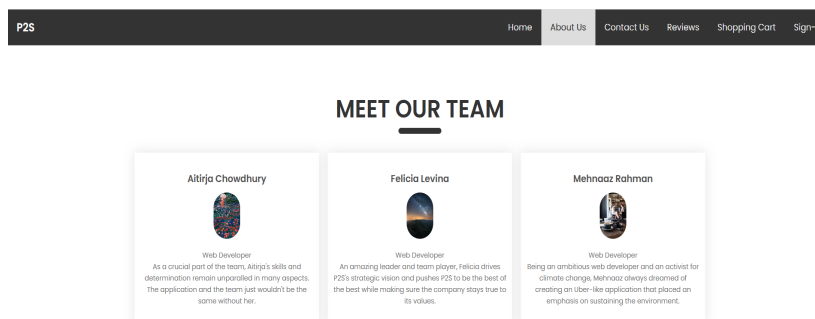 P2S Home About Us Contact Us Reviews Shopping Cart Sign-
MEET OUR TEAM
Aitirja Chowdhury
Web Developer
As a crucial part of the team, Aitirja's skills and
determination remain unparalled in many aspects.
The application and the team just wouldn't be the
same without her.
Felicia Levina
Web Developer
An amazing leader and team player, Felicia drives
P2S's strategic vision and pushes P2S to be the best of
the best while making sure the company stays true to
its values.
Mehnaaz Rahman
Web Developer
Being an ambitious web developer and an activist for
climate change, Mehnaaz always dreamed of
creating an Uber-like application that placed an
emphasis on sustaining the environment.